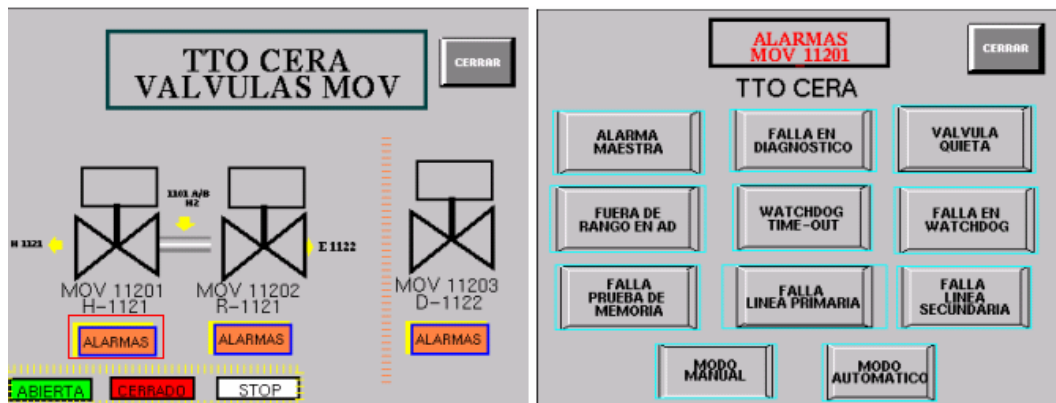 TTO CERA
VALVULAS MOV
CERRAR
1101 A/B
H2
H 1121
E 1122
MOV 11201
H-1121
MOV 11202
R-1121
MOV 11203
D-1122
ALARMAS
ALARMAS
ALARMAS
ABIERTA
CERRADO
STOP
ALARMAS
MOV 11201
CERRAR
TTO CERA
ALARMA
MAESTRA
FALLA EN
DIAGNOSTICO
VALVULA
QUIETA
FUERA DE
RANGO EN AD
WATCHDOG
TIME-OUT
FALLA EN
WATCHDOG
FALLA
PRUEBA DE
MEMORIA
FALLA
LINEA PRIMARIA
FALLA
LINEA
SECUNDARIA
MODO
MANUAL
MODO
AUTOMATICO